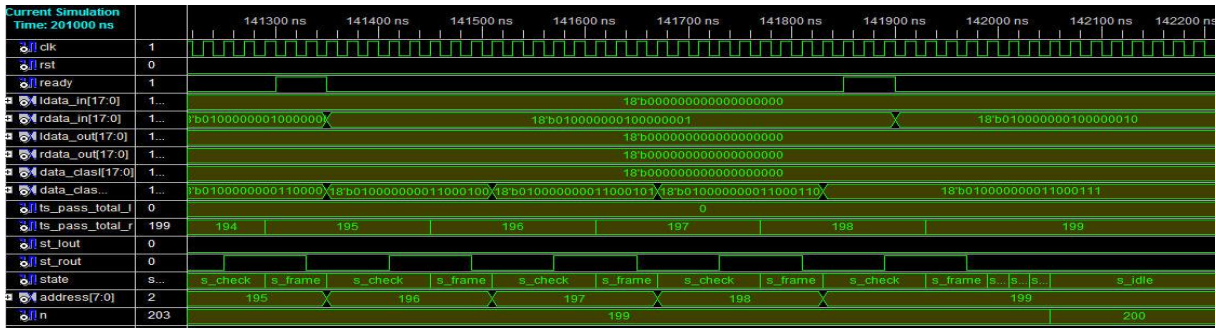 Current Simulation
Time: 201000 ns
141300 ns 141400 ns 141500 ns 141600 ns 141700 ns 141800 ns 141900 ns 142000 ns 142100 ns 142200 ns
clk 1
rst 0
ready 1
ldata_in[17:0] 1... 18'b000000000000000000
rdata_in[17:0] 1... 18'b010000000100000001 18'b010000000100000010
ldata_out[17:0] 1... 18'b000000000000000000
rdata_out[17:0] 1... 18'b000000000000000000
data_clasl[17:0] 1... 18'b000000000000000000
data_clas... 1... 18'b010000000011000100 18'b010000000011000101 18'b010000000011000110 18'b010000000011000111
ts_pass_total_l 0 0
ts_pass_total_r 199 194 195 196 197 198 199
st_lout 0
st_rout 0
state s... s_check s_frame s_check s_frame s_check s_frame s_check s_frame s_check s_frame s... s... s... s_idle
address[7:0] 2 195 196 197 198 199
n 203 199 200